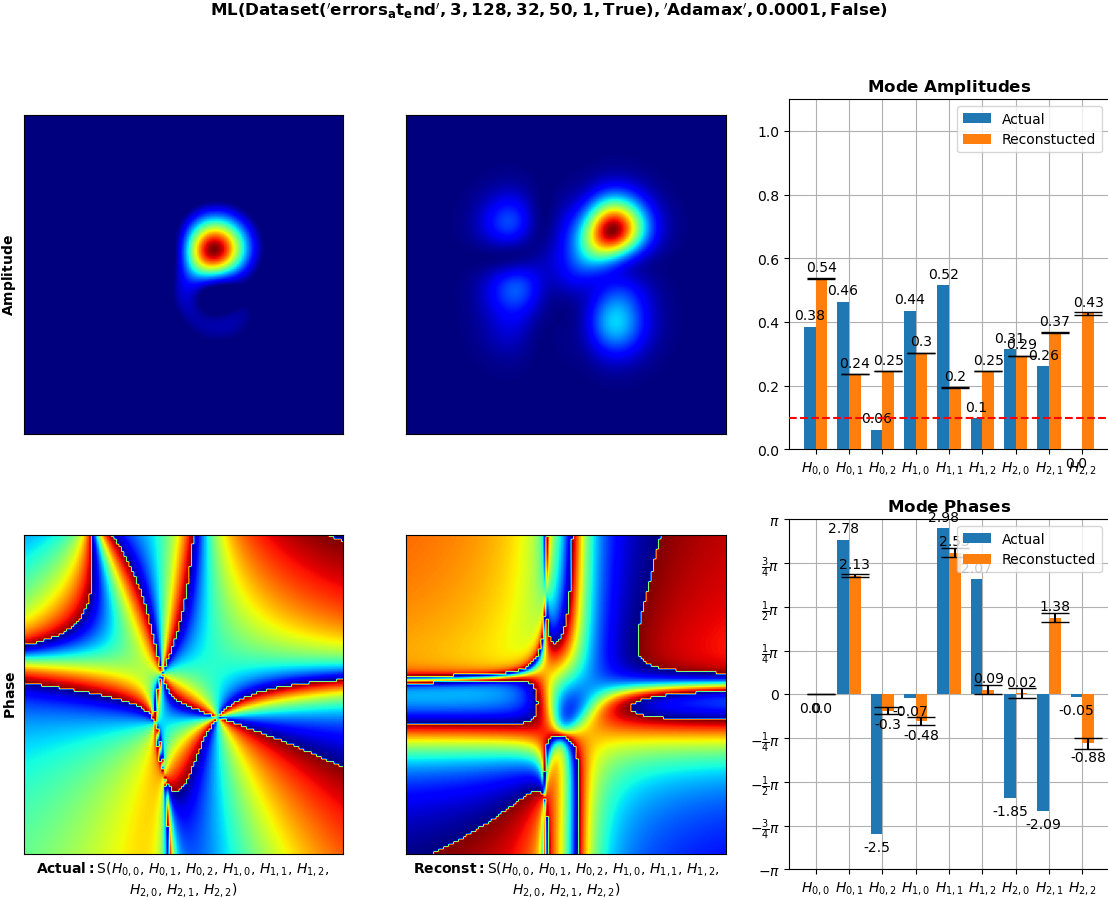 ML(Dataset('errors_at_end', 3, 128, 32, 50, 1, True), 'Adamax', 0.0001, False)
Amplitude
Mode Amplitudes
Actual
Reconstucted
1.0
0.8
0.6
0.4
0.2
0.0
0.38
0.54
0.46
0.24
0.06
0.25
0.44
0.3
0.52
0.2
0.1
0.25
0.31
0.29
0.26
0.37
0.0
0.43
H0,0 H0,1 H0,2 H1,0 H1,1 H1,2 H2,0 H2,1 H2,2
Phase
Mode Phases
Actual
Reconstucted
π
3/4π
1/2π
1/4π
0
−1/4π
−1/2π
−3/4π
−π
0.0
0.0
2.78
2.13
-2.5
-0.3
-0.07
-0.48
2.98
0.09
-1.85
0.02
-2.09
1.38
-0.05
-0.88
H0,0 H0,1 H0,2 H1,0 H1,1 H1,2 H2,0 H2,1 H2,2
Actual: S(H0,0, H0,1, H0,2, H1,0, H1,1, H1,2,
H2,0, H2,1, H2,2)
Reconst: S(H0,0, H0,1, H0,2, H1,0, H1,1, H1,2,
H2,0, H2,1, H2,2)